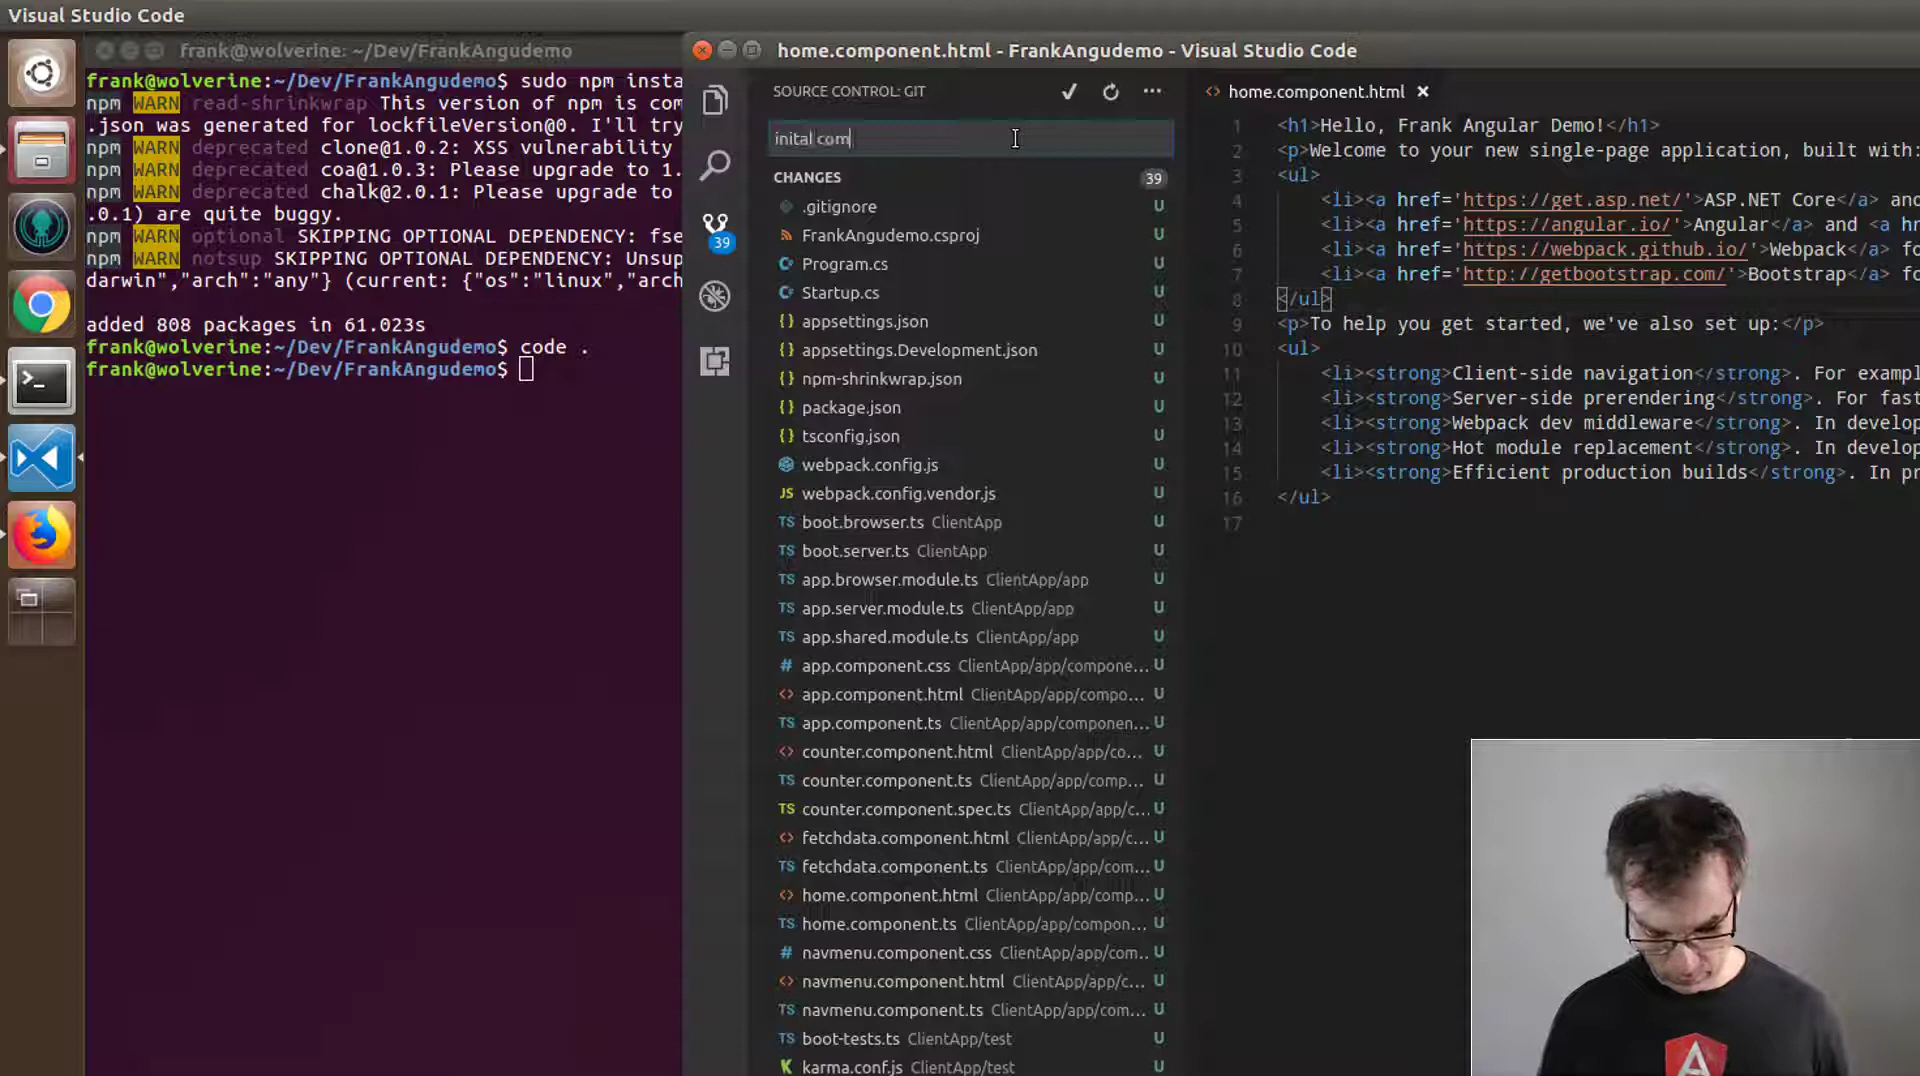 Visual Studio Code
frank@wolverine: ~/Dev/FrankAngudemo
frank@wolverine:~/Dev/FrankAngudemo$ sudo npm insta
npm WARN read-shrinkwrap This version of npm is com
.json was generated for lockfileVersion@0. I'll try
npm WARN deprecated clone@1.0.2: XSS vulnerability
npm WARN deprecated coa@1.0.3: Please upgrade to 1.
npm WARN deprecated chalk@2.0.1: Please upgrade to
.0.1) are quite buggy.
npm WARN optional SKIPPING OPTIONAL DEPENDENCY: fse
npm WARN notsup SKIPPING OPTIONAL DEPENDENCY: Unsup
darwin","arch":"any"} (current: {"os":"linux","arch
added 808 packages in 61.023s
frank@wolverine:~/Dev/FrankAngudemo$ code .
frank@wolverine:~/Dev/FrankAngudemo$
home.component.html - FrankAngudemo - Visual Studio Code
39
SOURCE CONTROL: GIT
inital com
CHANGES 39
.gitignore U
FrankAngudemo.csproj U
C# Program.cs U
C# Startup.cs U
{} appsettings.json U
{} appsettings.Development.json U
{} npm-shrinkwrap.json U
{} package.json U
{} tsconfig.json U
webpack.config.js U
JS webpack.config.vendor.js U
TS boot.browser.ts ClientApp U
TS boot.server.ts ClientApp U
TS app.browser.module.ts ClientApp/app U
TS app.server.module.ts ClientApp/app U
TS app.shared.module.ts ClientApp/app U
# app.component.css ClientApp/app/compone... U
<> app.component.html ClientApp/app/compo... U
TS app.component.ts ClientApp/app/componen... U
<> counter.component.html ClientApp/app/co... U
TS counter.component.ts ClientApp/app/comp... U
TS counter.component.spec.ts ClientApp/app/c... U
<> fetchdata.component.html ClientApp/app/c... U
TS fetchdata.component.ts ClientApp/app/com... U
<> home.component.html ClientApp/app/comp... U
TS home.component.ts ClientApp/app/compon... U
# navmenu.component.css ClientApp/app/com... U
<> navmenu.component.html ClientApp/app/c... U
TS navmenu.component.ts ClientApp/app/com... U
TS boot-tests.ts ClientApp/test U
K karma.conf.js ClientApp/test U
<> home.component.html ×
1 <h1>Hello, Frank Angular Demo!</h1>
2 <p>Welcome to your new single-page application, built with:
3 <ul>
4 <li><a href='https://get.asp.net/'>ASP.NET Core</a> and
5 <li><a href='https://angular.io/'>Angular</a> and <a hr
6 <li><a href='https://webpack.github.io/'>Webpack</a> fo
7 <li><a href='http://getbootstrap.com/'>Bootstrap</a> fo
8 </ul>
9 <p>To help you get started, we've also set up:</p>
10 <ul>
11 <li><strong>Client-side navigation</strong>. For exampl
12 <li><strong>Server-side prerendering</strong>. For fast
13 <li><strong>Webpack dev middleware</strong>. In develop
14 <li><strong>Hot module replacement</strong>. In develop
15 <li><strong>Efficient production builds</strong>. In pr
16 </ul>
17
A